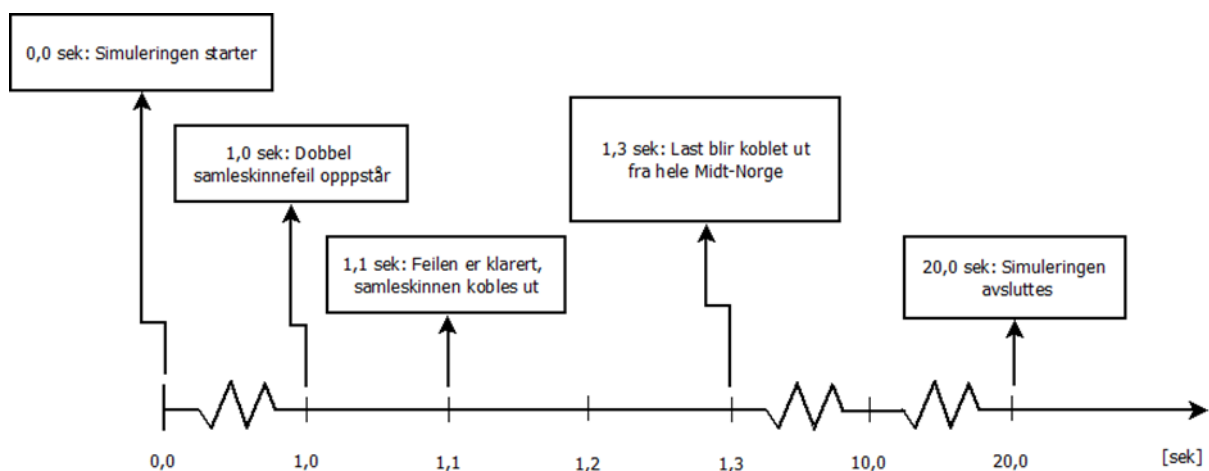 0,0 sek: Simuleringen starter
1,0 sek: Dobbel
samleskinnefeil opppstår
1,3 sek: Last blir koblet ut
fra hele Midt-Norge
1,1 sek: Feilen er klarert,
samleskinnen kobles ut
20,0 sek: Simuleringen
avsluttes
0,0 1,0 1,1 1,2 1,3 10,0 20,0 [sek]